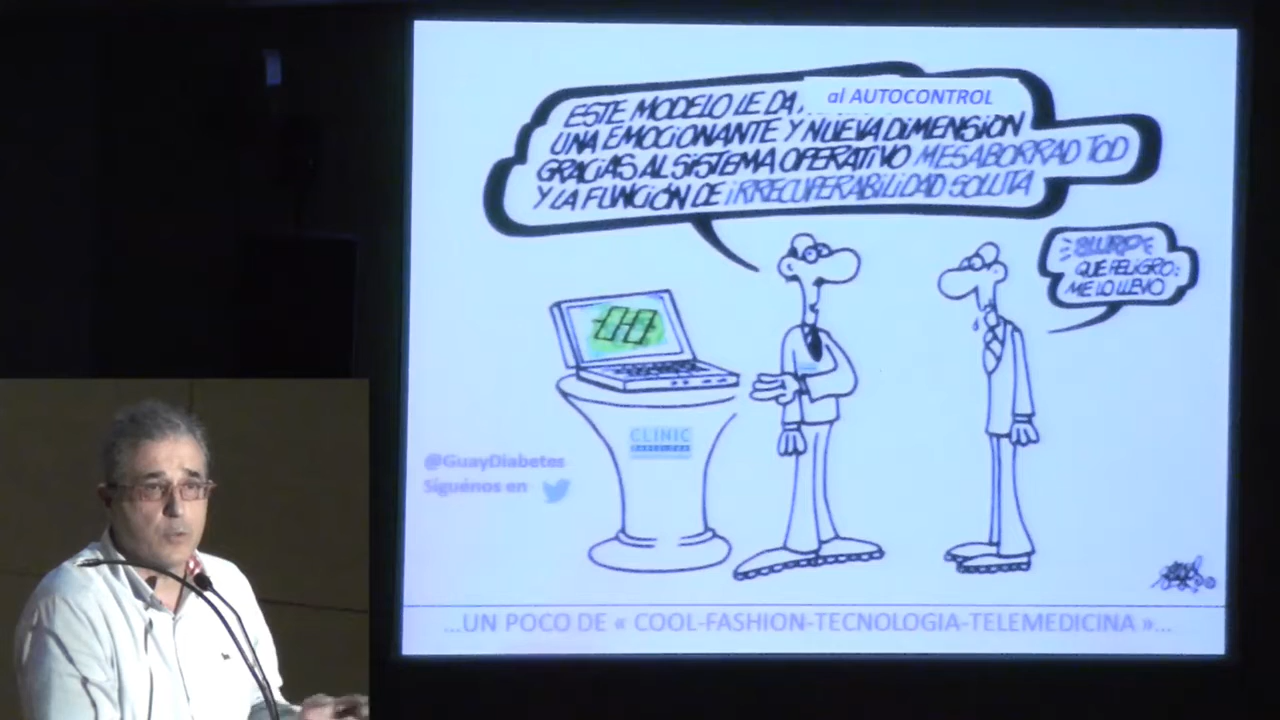 ESTE MODELO LE DA al AUTOCONTROL
UNA EMOCIONANTE Y NUEVA DIMENSION
GRACIAS AL SISTEMA OPERATIVO MESABORRAD TOD
Y LA FUNCIÓN DE IRRECUPERABILIDAD SOLUTA
QUE PELIGRO:
ME LO LLEVO
CLINIC
BARCELONA
@GuayDiabetes
Síguenos en
...UN POCO DE « COOL-FASHION-TECNOLOGIA-TELEMEDICINA »...